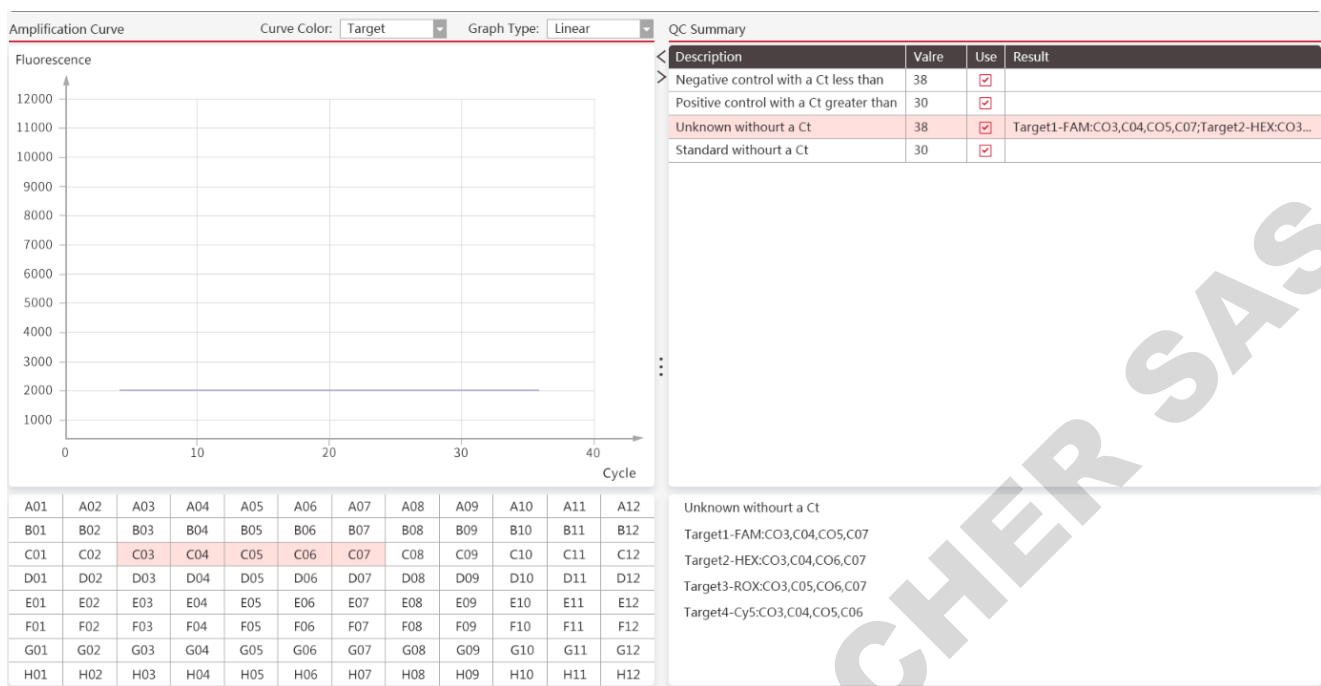 Amplification Curve Curve Color: Target Graph Type: Linear
Fluorescence
12000
11000
10000
9000
8000
7000
6000
5000
4000
3000
2000
1000
0 10 20 30 40
Cycle
A01 A02 A03 A04 A05 A06 A07 A08 A09 A10 A11 A12
B01 B02 B03 B04 B05 B06 B07 B08 B09 B10 B11 B12
C01 C02 C03 C04 C05 C06 C07 C08 C09 C10 C11 C12
D01 D02 D03 D04 D05 D06 D07 D08 D09 D10 D11 D12
E01 E02 E03 E04 E05 E06 E07 E08 E09 E10 E11 E12
F01 F02 F03 F04 F05 F06 F07 F08 F09 F10 F11 F12
G01 G02 G03 G04 G05 G06 G07 G08 G09 G10 G11 G12
H01 H02 H03 H04 H05 H06 H07 H08 H09 H10 H11 H12
QC Summary
Description Valre Use Result
Negative control with a Ct less than 38
Positive control with a Ct greater than 30
Unknown withourt a Ct 38 Target1-FAM:CO3,C04,CO5,C07;Target2-HEX:CO3...
Standard withourt a Ct 30
Unknown withourt a Ct
Target1-FAM:CO3,C04,CO5,C07
Target2-HEX:CO3,C04,CO6,C07
Target3-ROX:CO3,C05,CO6,C07
Target4-Cy5:CO3,C04,CO5,C06
CHER SAS